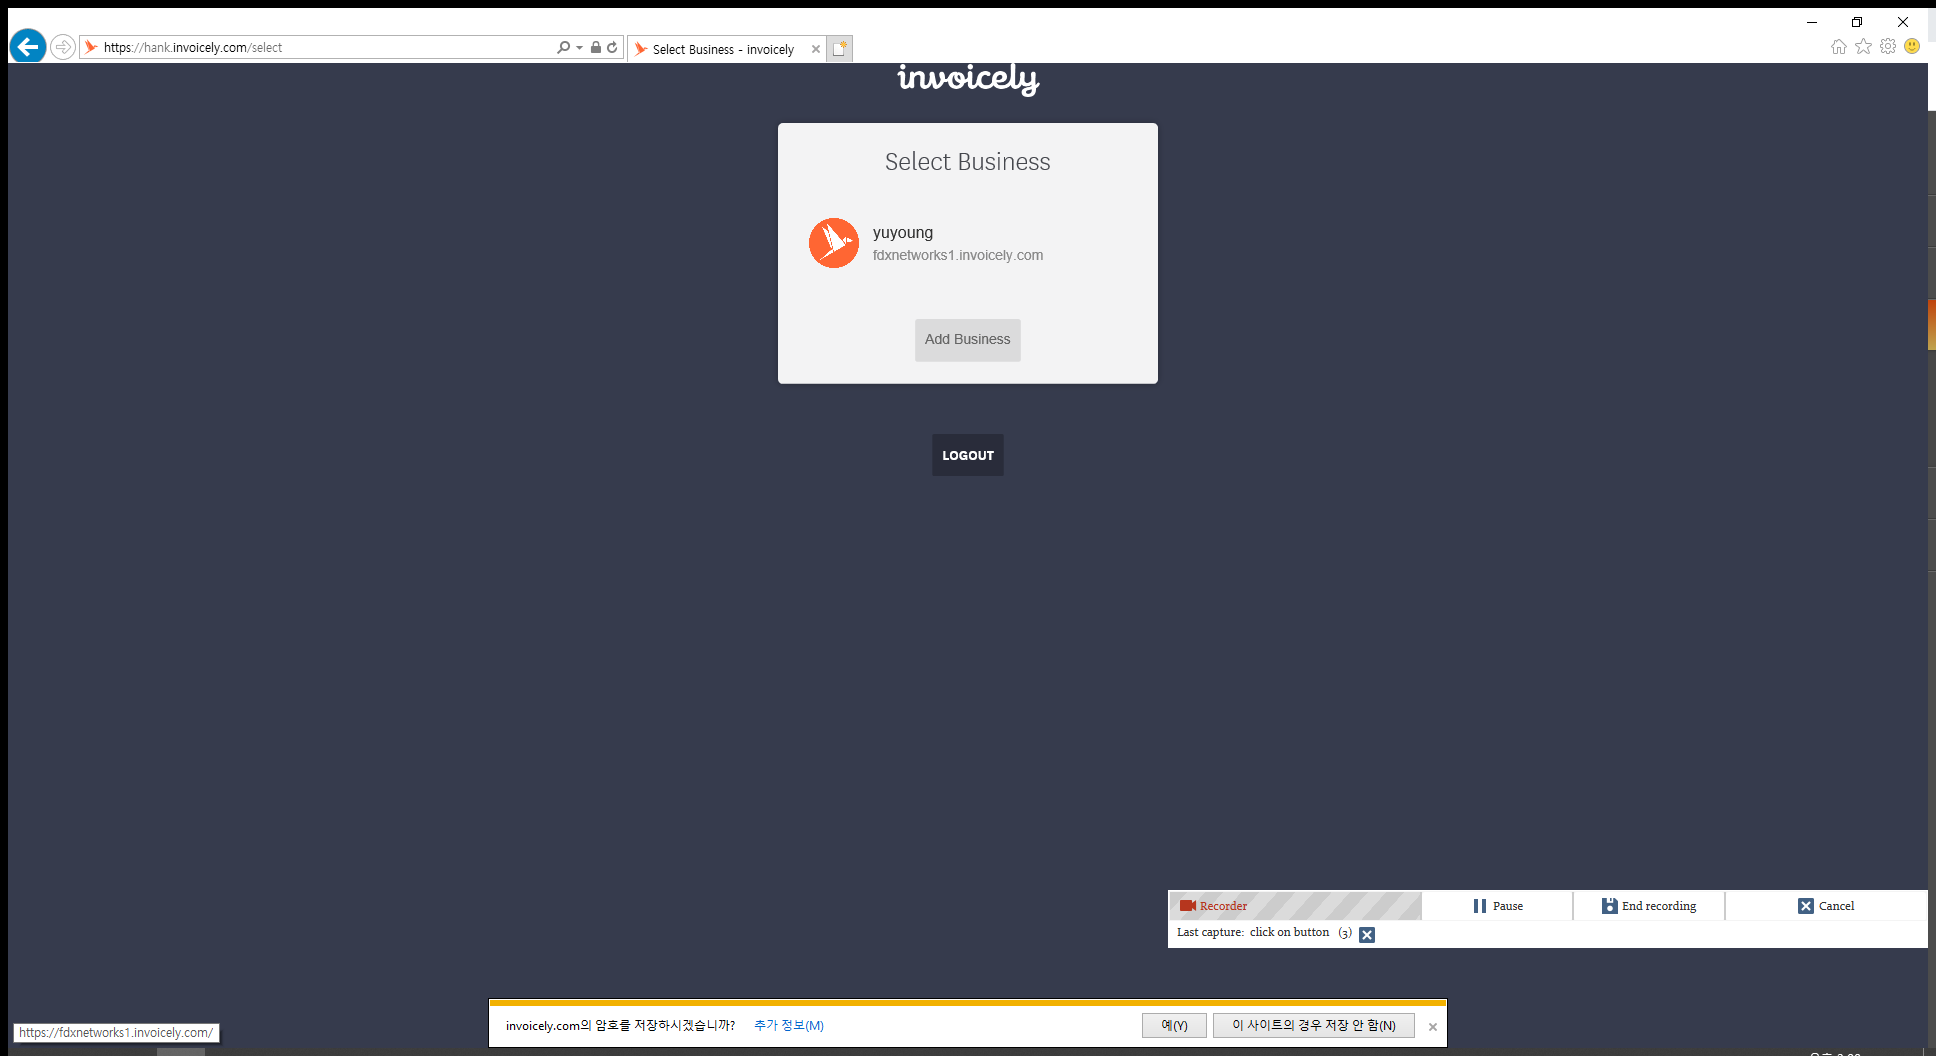 https://hank.invoicely.com/select
Select Business - invoicely
invoicely
Select Business
yuyoung
fdxnetworks1.invoicely.com
Add Business
LOGOUT
Recorder
Pause
End recording
Cancel
Last capture: click on button (3)
invoicely.com의 암호를 저장하시겠습니까? 추가 정보(M)
예(Y)
이 사이트의 경우 저장 안 함(N)
https://fdxnetworks1.invoicely.com/